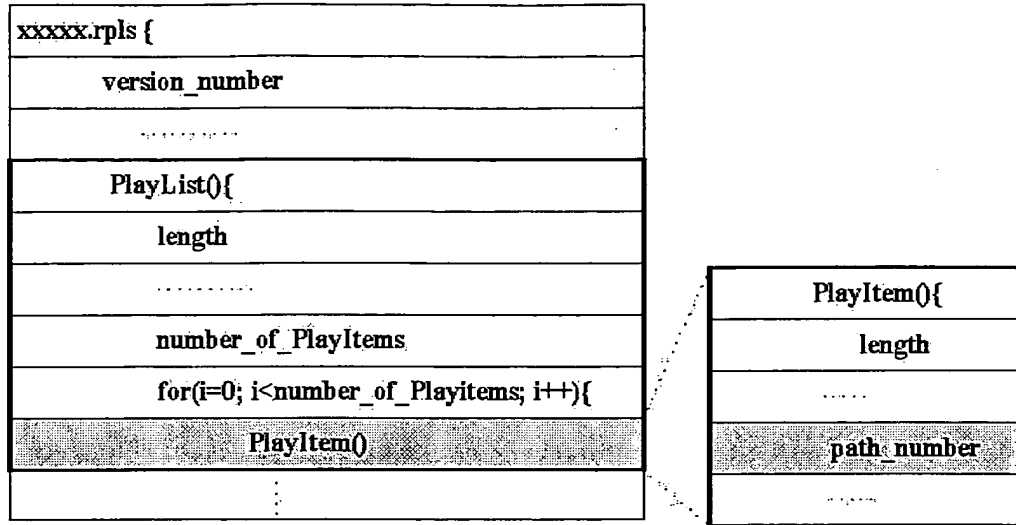 xxxxx.rpls {
version_number
..........
PlayList(){
length
..........
number_of_PlayItems
for(i=0; i<number_of_Playitems; i++){
PlayItem()
PlayItem(){
length
.....
path_number
.....